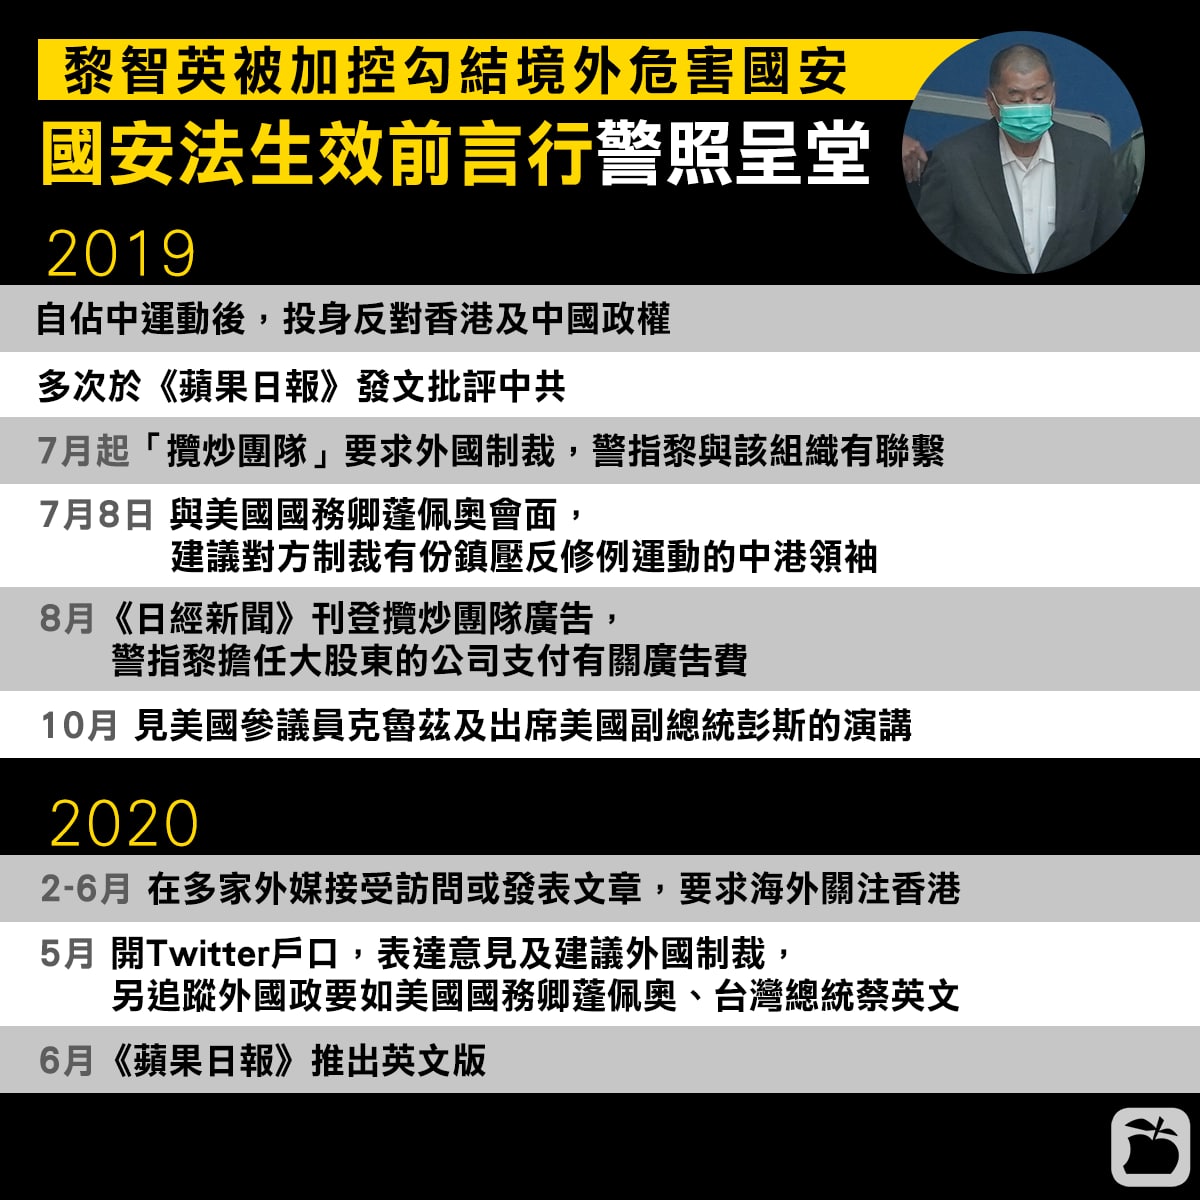 黎智英被加控勾結境外危害國安
國安法生效前言行警照呈堂
2019
自佔中運動後，投身反對香港及中國政權
多次於《蘋果日報》發文批評中共
7月起「攬炒團隊」要求外國制裁，警指黎與該組織有聯繫
7月8日 與美國國務卿蓬佩奧會面，
建議對方制裁有份鎮壓反修例運動的中港領袖
8月《日經新聞》刊登攬炒團隊廣告，
警指黎擔任大股東的公司支付有關廣告費
10月 見美國參議員克魯茲及出席美國副總統彭斯的演講
2020
2-6月 在多家外媒接受訪問或發表文章，要求海外關注香港
5月 開Twitter戶口，表達意見及建議外國制裁，
另追蹤外國政要如美國國務卿蓬佩奧、台灣總統蔡英文
6月《蘋果日報》推出英文版